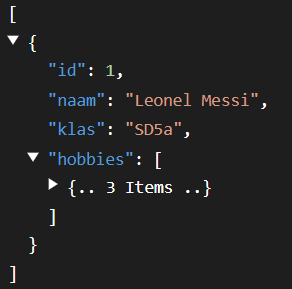 [
{
"id": 1,
"naam": "Leonel Messi",
"klas": "SD5a",
"hobbies": [
{.. 3 Items ..}
]
}
]